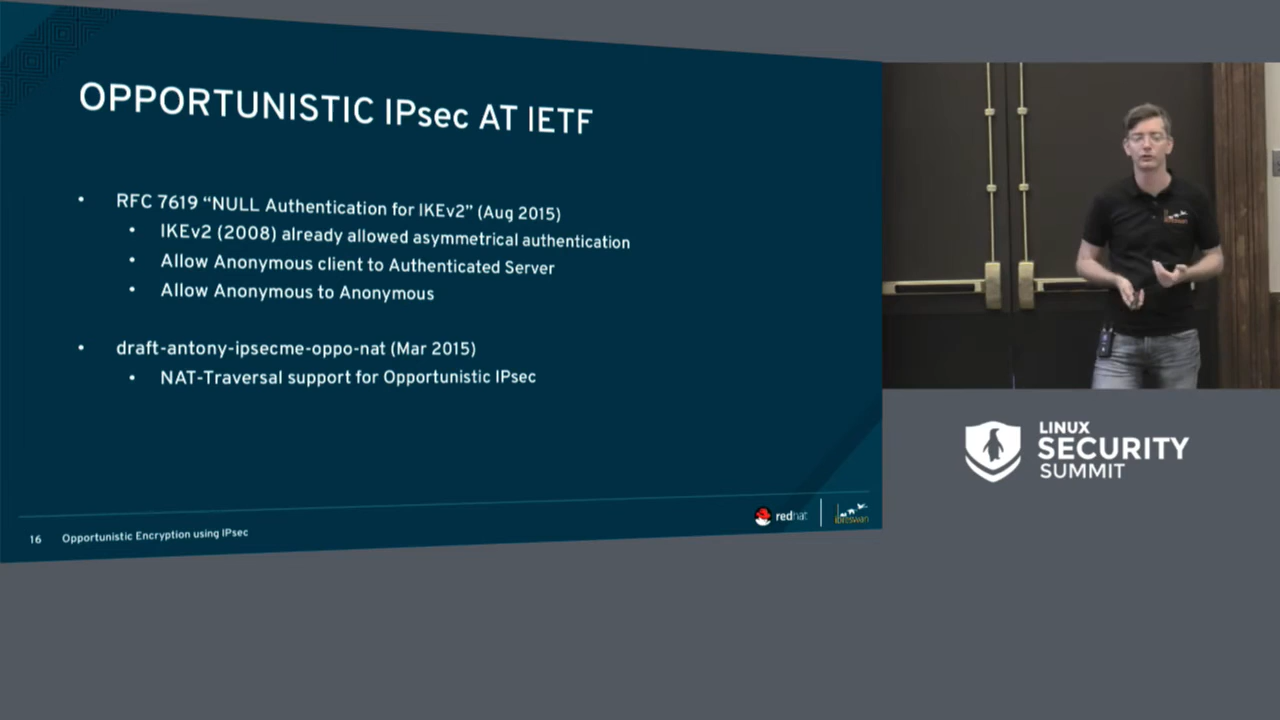 OPPORTUNISTIC IPsec AT IETF
• RFC 7619 “NULL Authentication for IKEv2” (Aug 2015)
• IKEv2 (2008) already allowed asymmetrical authentication
• Allow Anonymous client to Authenticated Server
• Allow Anonymous to Anonymous
• draft-antony-ipsecme-oppo-nat (Mar 2015)
• NAT-Traversal support for Opportunistic IPsec
16 Opportunistic Encryption using IPsec
redhat
libreswan
libreswan
LINUX
SECURITY
SUMMIT